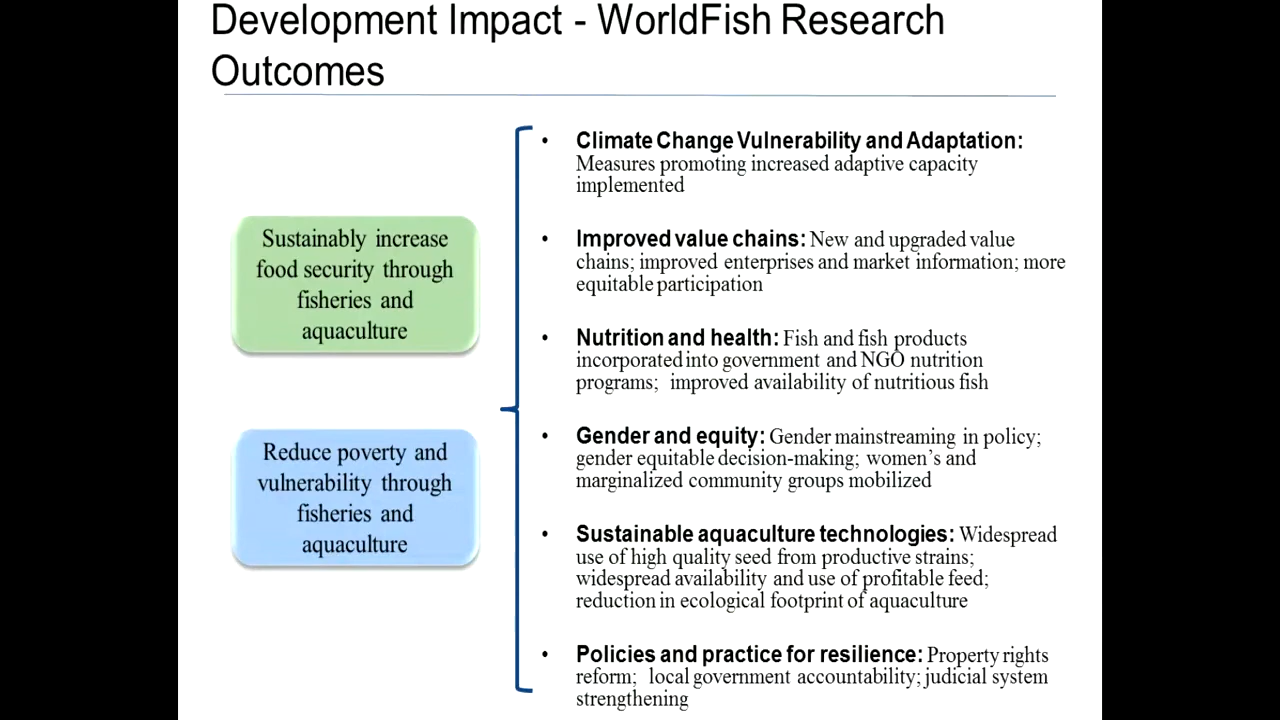 Development Impact - WorldFish Research
Outcomes
Sustainably increase
food security through
fisheries and
aquaculture
Reduce poverty and
vulnerability through
fisheries and
aquaculture
• Climate Change Vulnerability and Adaptation:
Measures promoting increased adaptive capacity
implemented
• Improved value chains: New and upgraded value
chains; improved enterprises and market information; more
equitable participation
• Nutrition and health: Fish and fish products
incorporated into government and NGO nutrition
programs; improved availability of nutritious fish
• Gender and equity: Gender mainstreaming in policy;
gender equitable decision-making; women’s and
marginalized community groups mobilized
• Sustainable aquaculture technologies: Widespread
use of high quality seed from productive strains;
widespread availability and use of profitable feed;
reduction in ecological footprint of aquaculture
• Policies and practice for resilience: Property rights
reform; local government accountability; judicial system
strengthening